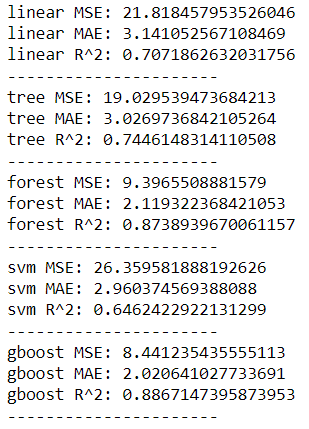 linear MSE: 21.818457953526046
linear MAE: 3.141052567108469
linear R^2: 0.7071862632031756
---------------------
tree MSE: 19.029539473684213
tree MAE: 3.0269736842105264
tree R^2: 0.7446148314110508
---------------------
forest MSE: 9.3965508881579
forest MAE: 2.119322368421053
forest R^2: 0.8738939670061157
---------------------
svm MSE: 26.359581888192626
svm MAE: 2.960374569388088
svm R^2: 0.6462422922131299
---------------------
gboost MSE: 8.441235435555113
gboost MAE: 2.020641027733691
gboost R^2: 0.8867147395873953
---------------------